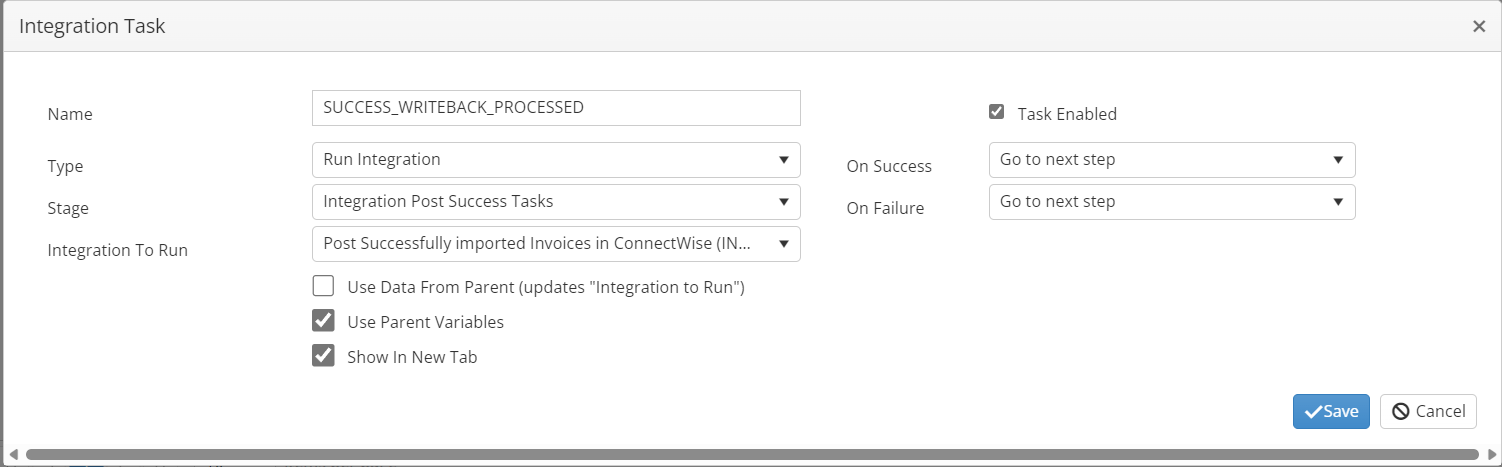 Integration Task
Name
SUCCESS_WRITEBACK_PROCESSED
Task Enabled
Type
Run Integration
On Success
Go to next step
Stage
Integration Post Success Tasks
On Failure
Go to next step
Integration To Run
Post Successfully imported Invoices in ConnectWise (IN...
Use Data From Parent (updates "Integration to Run")
Use Parent Variables
Show In New Tab
Save
Cancel